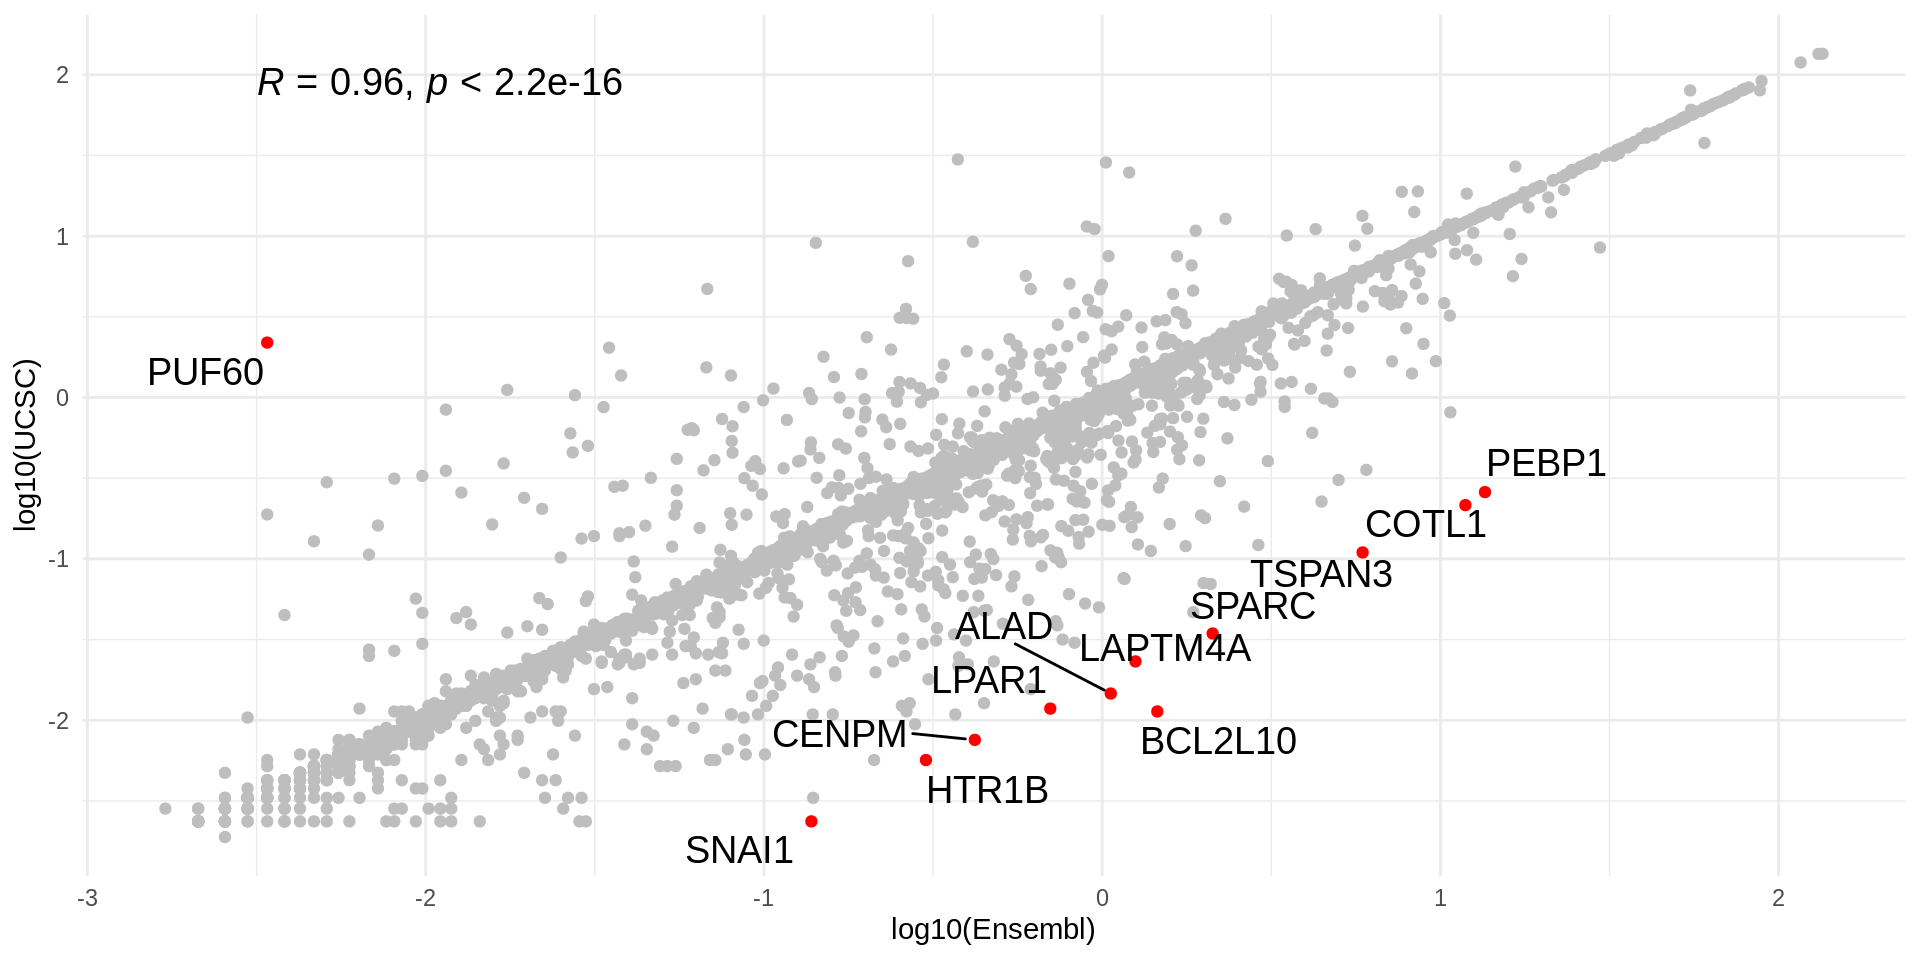 R = 0.96, p < 2.2e-16
log10(UCSC)
2
1
0
-1
-2
PUF60
PEBP1
COTL1
TSPAN3
SPARC
ALAD
LAPTM4A
LPAR1
CENPM
BCL2L10
HTR1B
SNAI1
-3 -2 -1 0 1 2
log10(Ensembl)